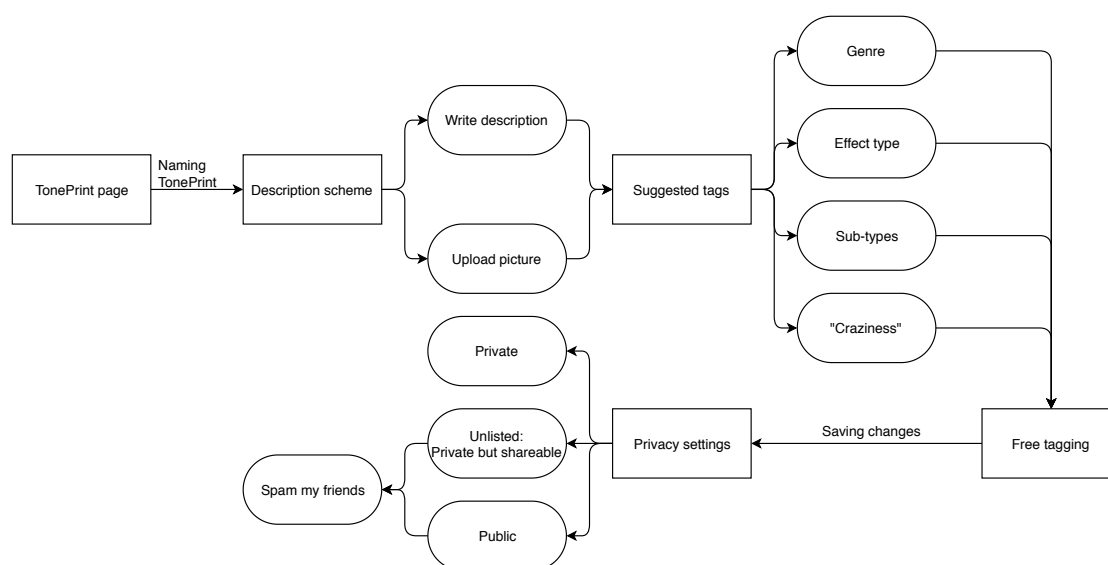 Genre
Write description
Effect type
Naming
TonePrint
TonePrint page
Description scheme
Suggested tags
Sub-types
Upload picture
"Craziness"
Private
Unlisted:
Private but shareable
Privacy settings
Saving changes
Free tagging
Spam my friends
Public